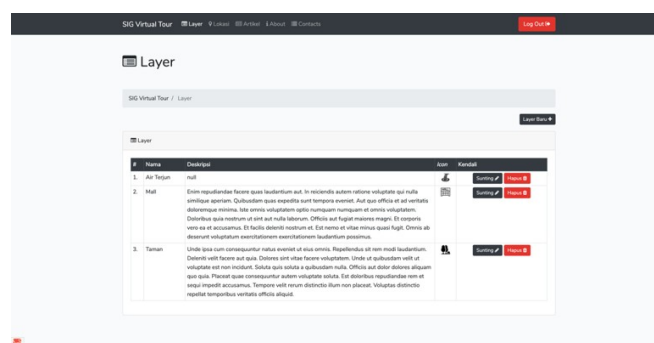 SIG Virtual Tour Layer Lokasi Artikel About Contacts Log Out
Layer
SIG Virtual Tour / Layer
Layer Baru
Layer
# Nama Deskripsi Icon Kendali
1. Air Terjun null Sunting Hapus
2. Mall Enim repudiandae facere quas laudantium aut. In reiciendis autem ratione voluptate qui nulla Sunting Hapus
similique aperiam. Quibusdam quas expedita sunt tempora eveniet. Aut quo officia et ad veritatis
doloremque minima. Iste omnis voluptatem optio numquam numquam et omnis voluptatem.
Doloribus quia nostrum ut sint aut nulla laborum. Officiis aut fugiat maiores magni. Et corporis
vero ea et accusamus. Et facilis deleniti nostrum et. Est nemo et vitae minus quasi fugit. Omnis ab
deserunt voluptatum exercitationem exercitationem laudantium possimus.
3. Taman Unde ipsa cum consequuntur natus eveniet ut eius omnis. Repellendus sit rem modi laudantium. Sunting Hapus
Deleniti velit facere aut quia. Dolores sint vitae facere voluptatem. Unde ut quibusdam velit ut
voluptate est non incidunt. Soluta quis soluta a quibusdam nulla. Officiis aut dolor dolores aliquam
quo quia. Placeat quae consequuntur autem voluptate soluta. Est doloribus repudiandae rem et
sequi impedit accusamus. Tempore velit rerum distinctio illum non placeat. Voluptas distinctio
repellat temporibus veritatis officiis aliquid.